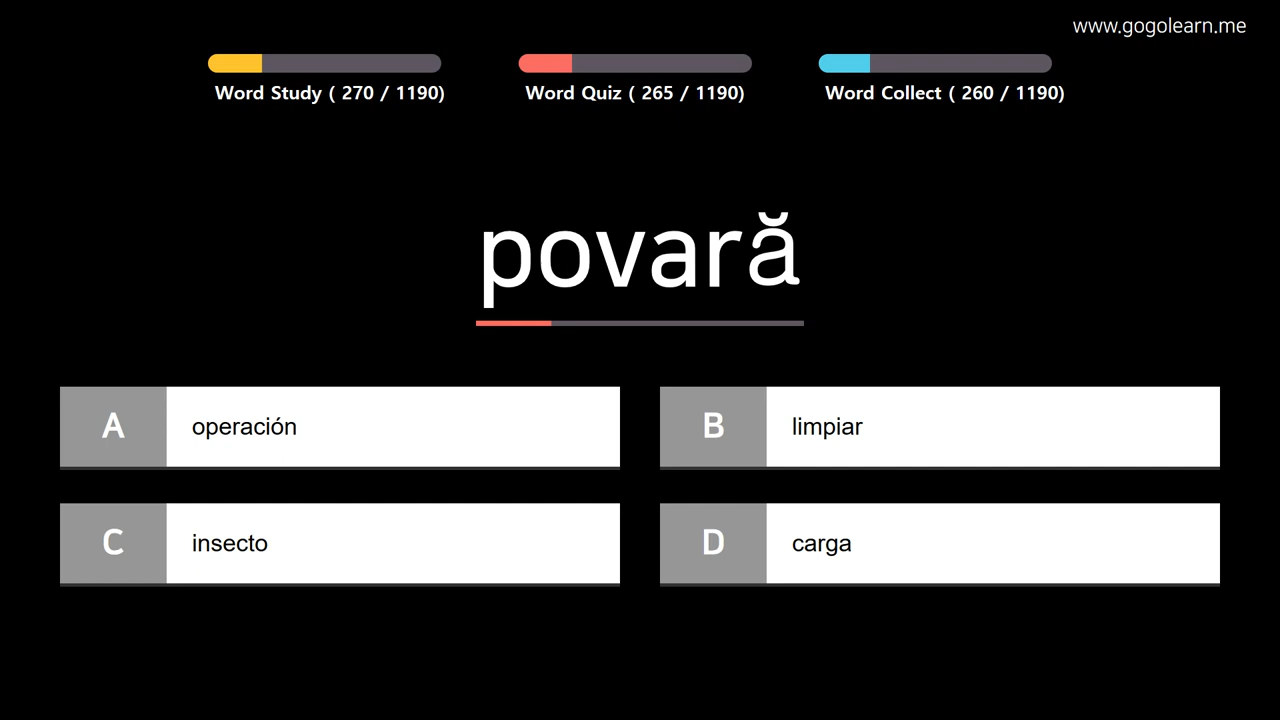 www.gogolearn.me
Word Study ( 270 / 1190)
Word Quiz ( 265 / 1190)
Word Collect ( 260 / 1190)
povară
A operación
B limpiar
C insecto
D carga